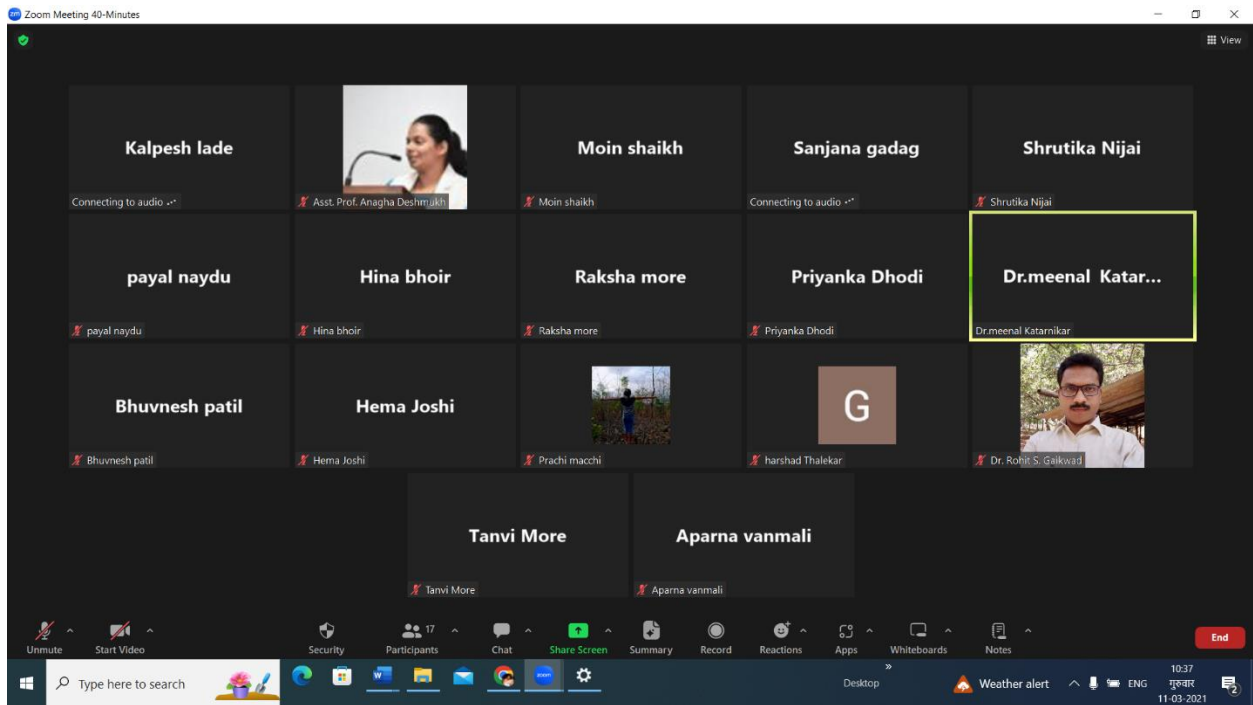 Zoom Meeting 40-Minutes
View
Kalpesh lade
Moin shaikh
Sanjana gadag
Shrutika Nijai
Connecting to audio
Asst. Prof. Anagha Deshmukh
Moin shaikh
Connecting to audio
Shrutika Nijai
payal naydu
Hina bhoir
Raksha more
Priyanka Dhodi
Dr.meenal Katar...
payal naydu
Hina bhoir
Raksha more
Priyanka Dhodi
Dr.meenal Katarnikar
Bhuvnesh patil
Hema Joshi
G
Bhuvnesh patil
Hema Joshi
Prachi macchi
harshad Thalekar
Dr. Rohit S. Gaikwad
Tanvi More
Aparna vanmali
Tanvi More
Aparna vanmali
17
Unmute
Start Video
Security
Participants
Chat
Share Screen
Summary
Record
Reactions
Apps
Whiteboards
Notes
End
Type here to search
W
zoom
Desktop
»
Weather alert
ENG
10:37
गुरुवार
11-03-2021
2